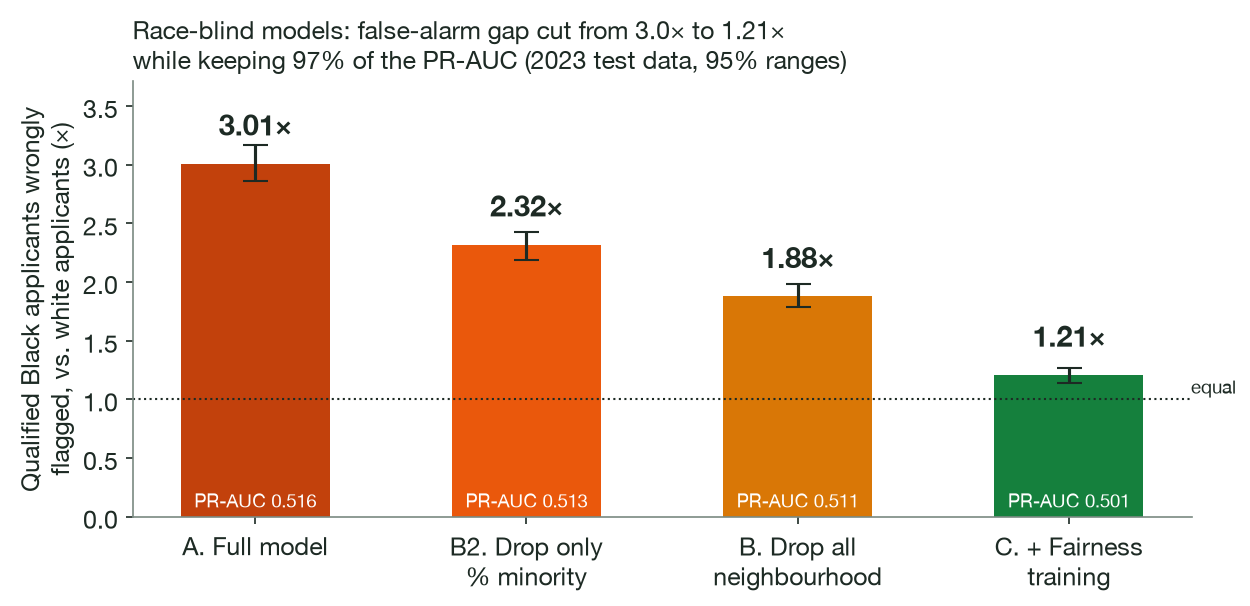 Race-blind models: false-alarm gap cut from 3.0× to 1.21×
while keeping 97% of the PR-AUC (2023 test data, 95% ranges)
Qualified Black applicants wrongly
flagged, vs. white applicants (×)
3.5
3.0
2.5
2.0
1.5
1.0
0.5
0.0
3.01×
2.32×
1.88×
1.21×
equal
PR-AUC 0.516
PR-AUC 0.513
PR-AUC 0.511
PR-AUC 0.501
A. Full model
B2. Drop only
% minority
B. Drop all
neighbourhood
C. + Fairness
training